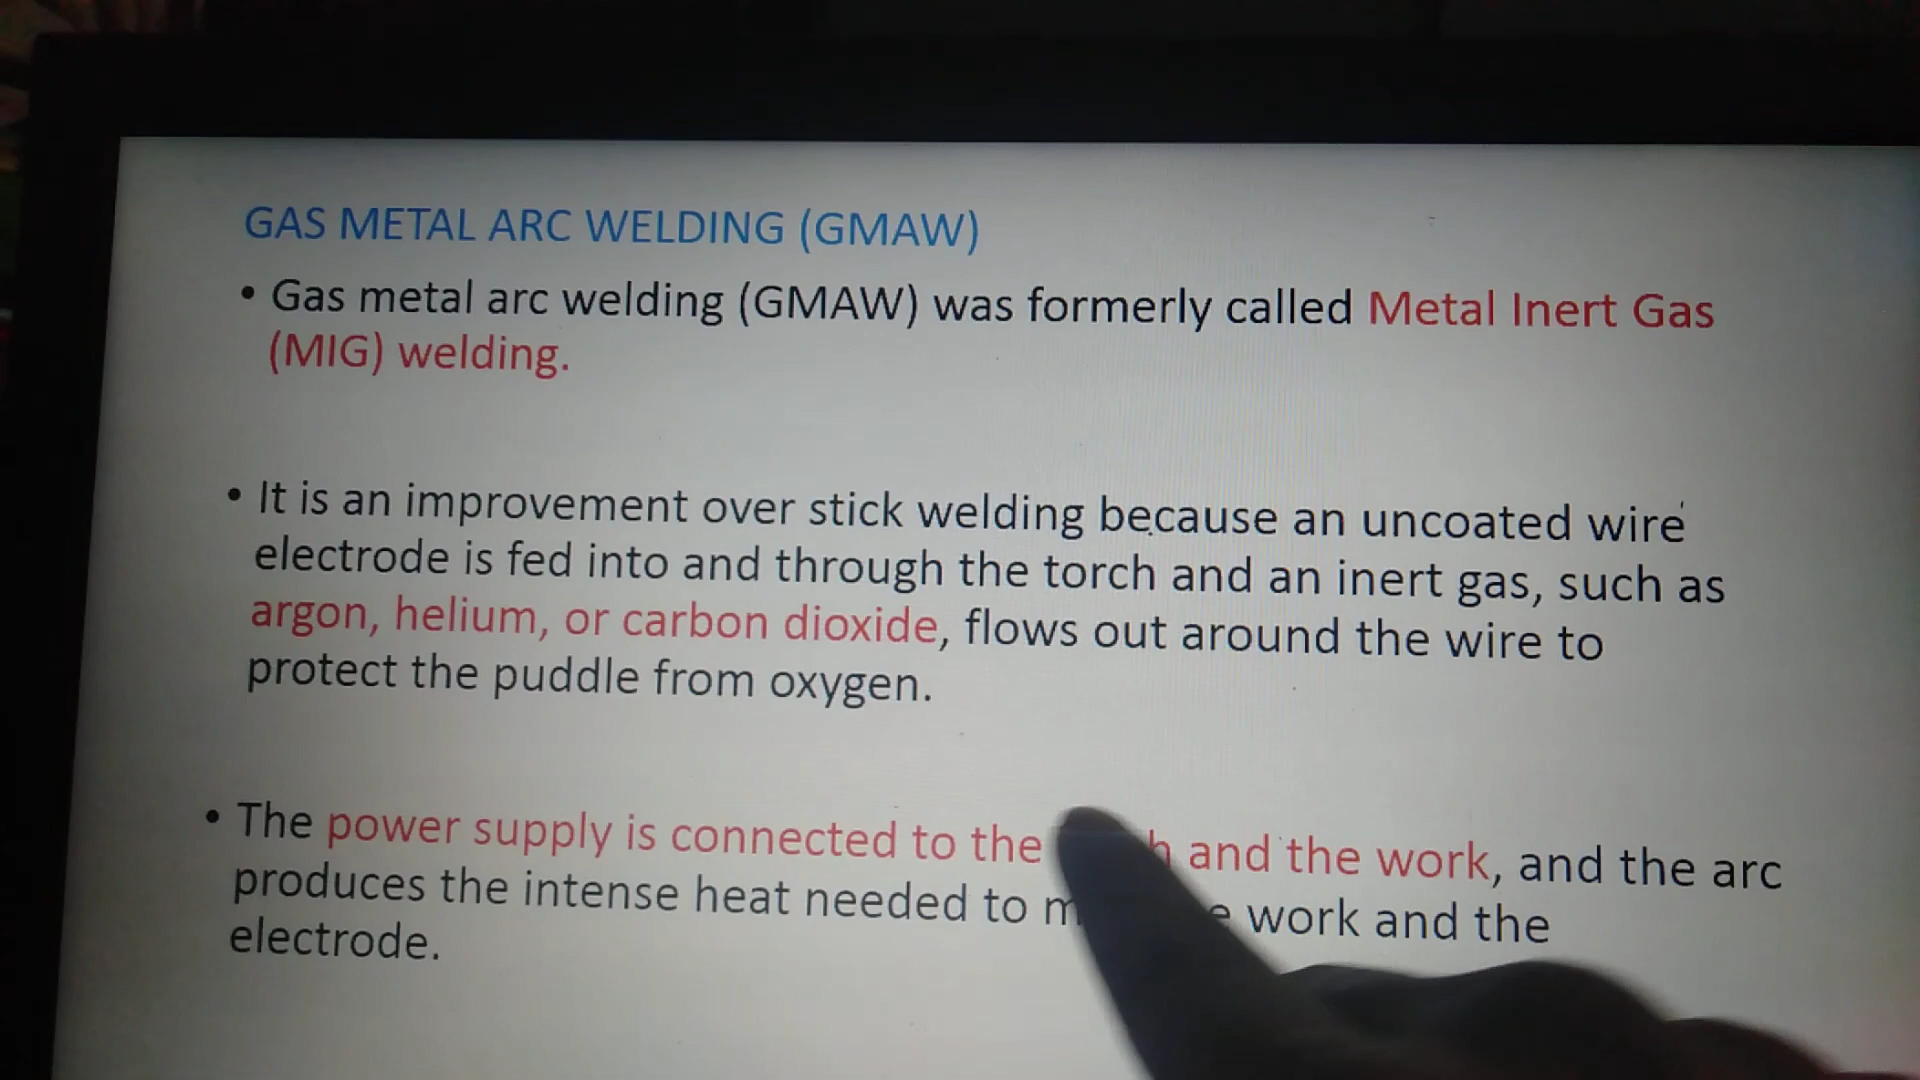 GAS METAL ARC WELDING (GMAW)
• Gas metal arc welding (GMAW) was formerly called Metal Inert Gas
(MIG) welding.
• It is an improvement over stick welding because an uncoated wire
electrode is fed into and through the torch and an inert gas, such as
argon, helium, or carbon dioxide, flows out around the wire to
protect the puddle from oxygen.
• The power supply is connected to the and the work, and the arc
produces the intense heat needed to work and the
electrode.